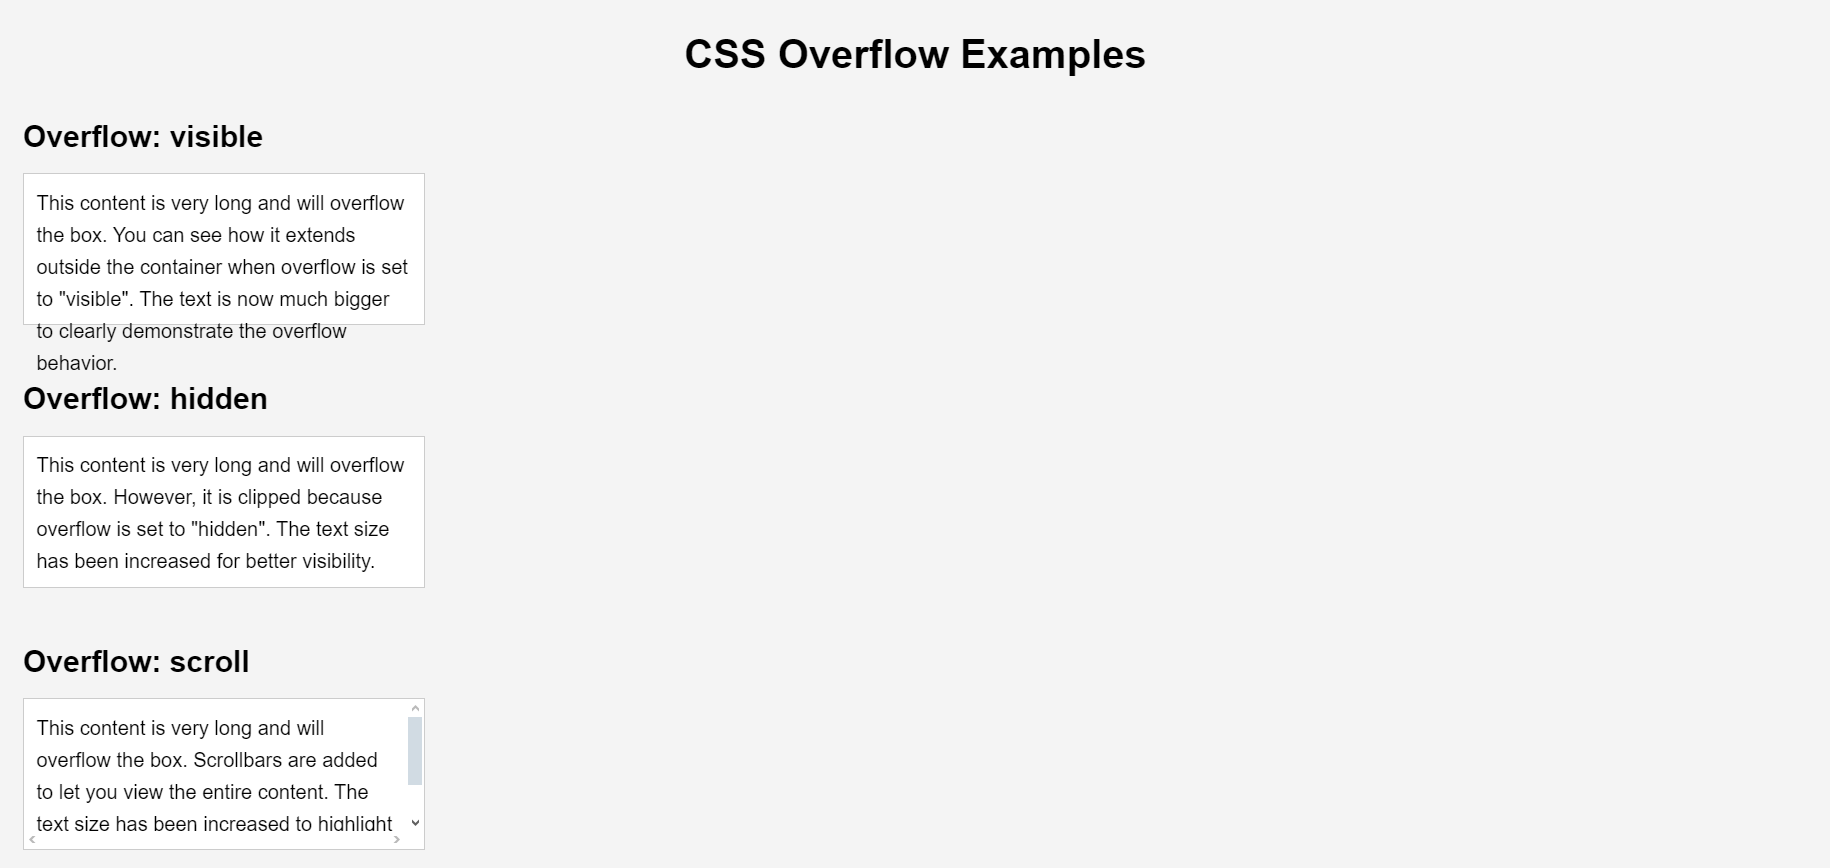 CSS Overflow Examples
Overflow: visible
This content is very long and will overflow
the box. You can see how it extends
outside the container when overflow is set
to "visible". The text is now much bigger
to clearly demonstrate the overflow
behavior.
Overflow: hidden
This content is very long and will overflow
the box. However, it is clipped because
overflow is set to "hidden". The text size
has been increased for better visibility.
Overflow: scroll
This content is very long and will
overflow the box. Scrollbars are added
to let you view the entire content. The
text size has been increased to highlight